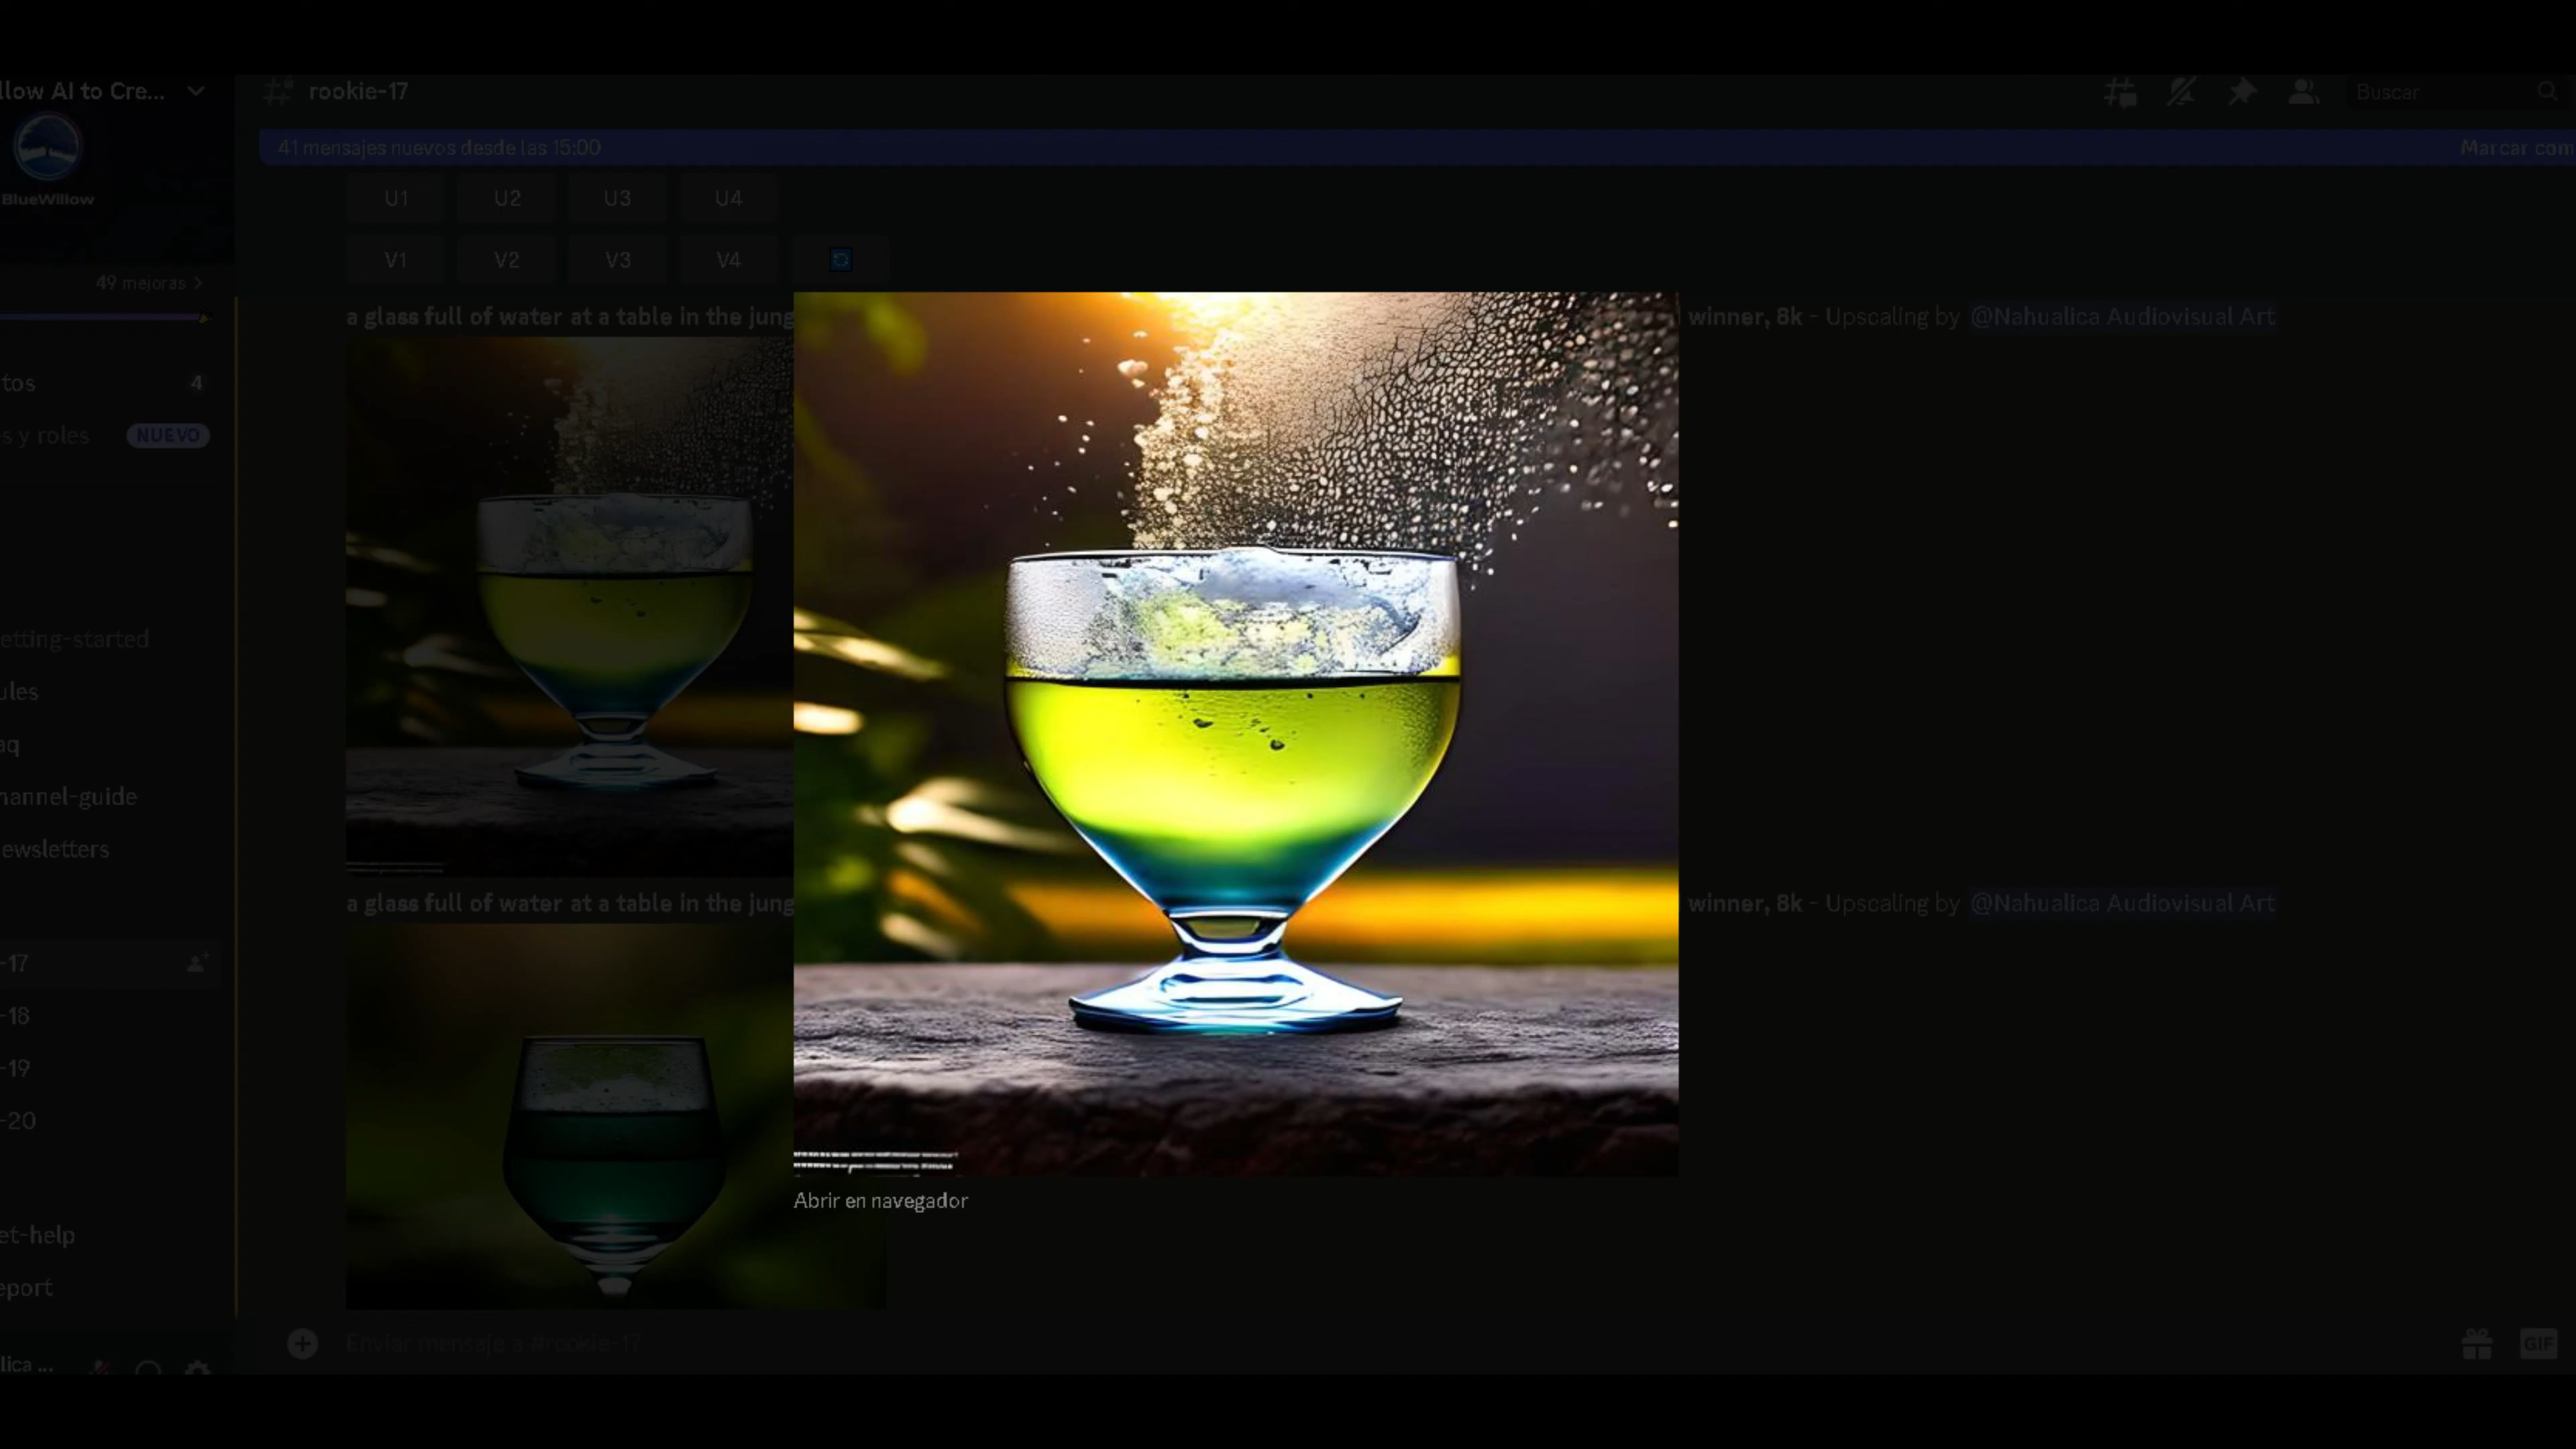 llow AI to Cre...
rookie-17
Buscar
41 mensajes nuevos desde las 15:00
Marcar com
BlueWillow
U1 U2 U3 U4
V1 V2 V3 V4
49 mejoras
a glass full of water at a table in the jung
winner, 8k - Upscaling by @Nahualica Audiovisual Art
tos 4
s y roles NUEVO
etting-started
ules
aq
hannel-guide
ewsletters
a glass full of water at a table in the jung
winner, 8k - Upscaling by @Nahualica Audiovisual Art
-17
-18
-19
-20
Abrir en navegador
et-help
eport
Enviar mensaje a #rookie-17
GIF
lica ...